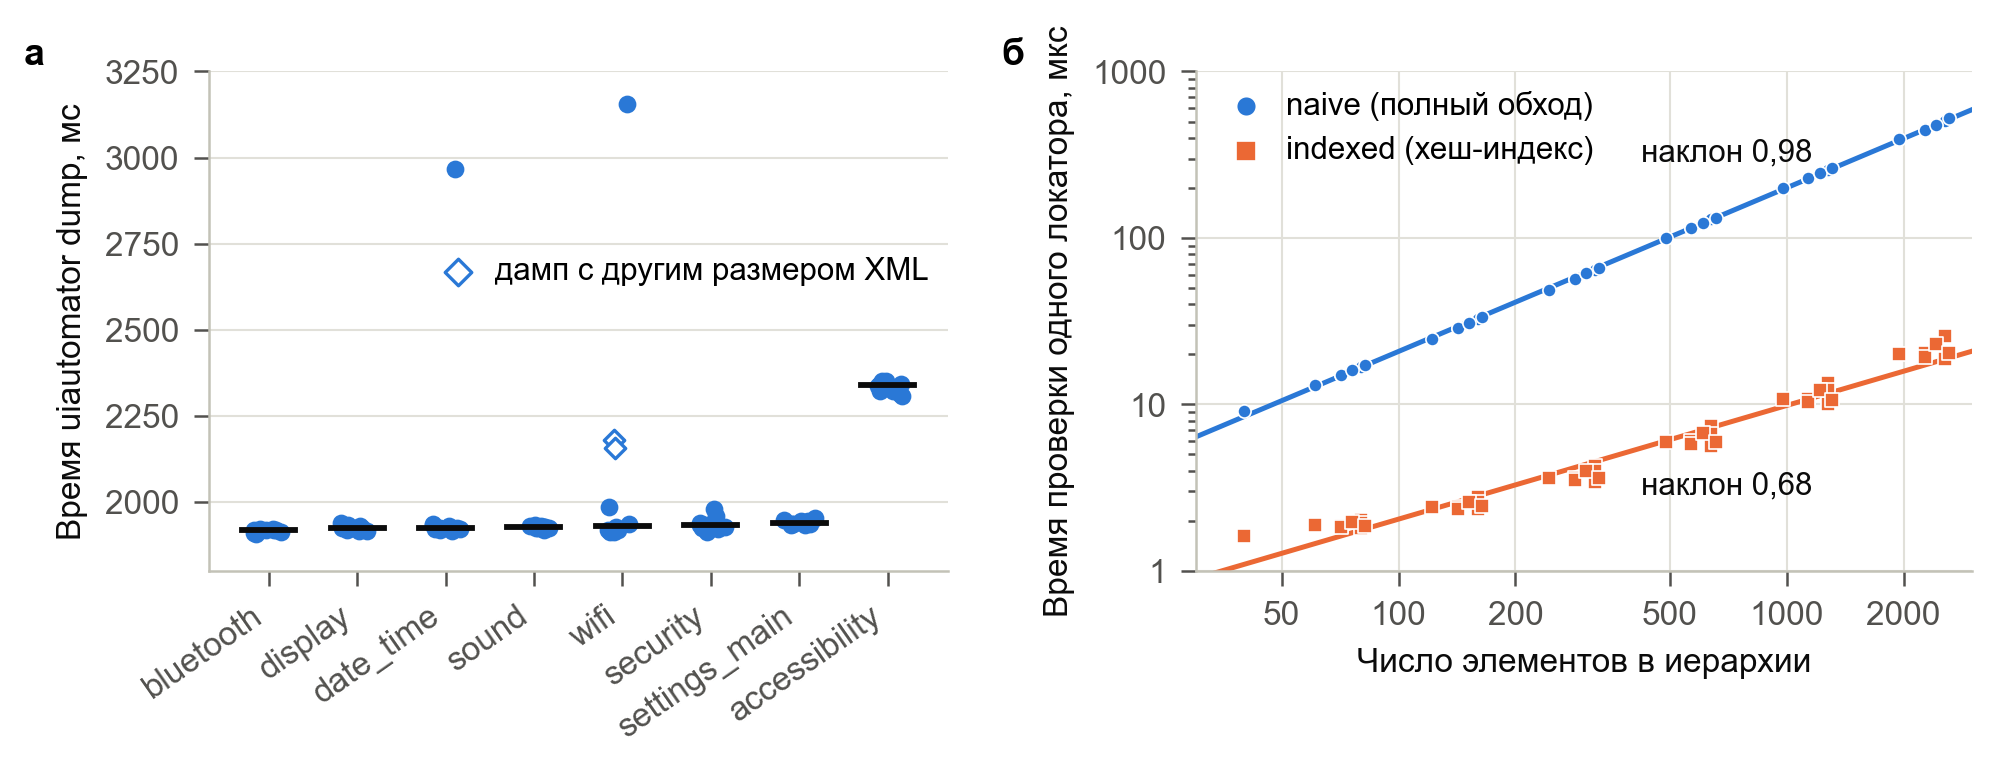 а
Время uiautomator dump, мс
3250
3000
2750
2500
2250
2000
дамп с другим размером XML
bluetooth
display
date_time
sound
wifi
security
settings_main
accessibility
б
Время проверки одного локатора, мкс
1000
100
10
1
naive (полный обход)
indexed (хеш-индекс)
наклон 0,98
наклон 0,68
50
100
200
500
1000
2000
Число элементов в иерархии